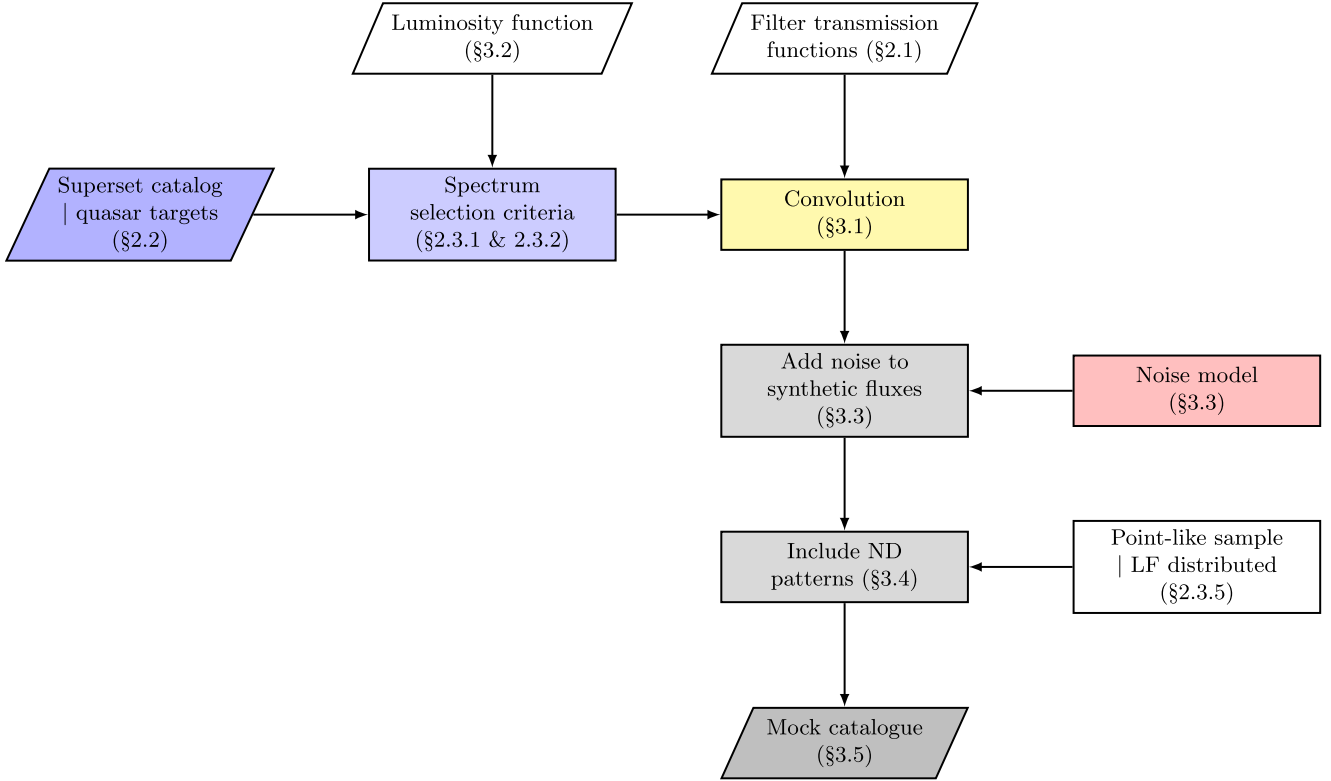 Luminosity function
(§3.2)
Filter transmission
functions (§2.1)
Superset catalog
| quasar targets
(§2.2)
Spectrum
selection criteria
(§2.3.1 & 2.3.2)
Convolution
(§3.1)
Add noise to
synthetic fluxes
(§3.3)
Noise model
(§3.3)
Include ND
patterns (§3.4)
Point-like sample
| LF distributed
(§2.3.5)
Mock catalogue
(§3.5)